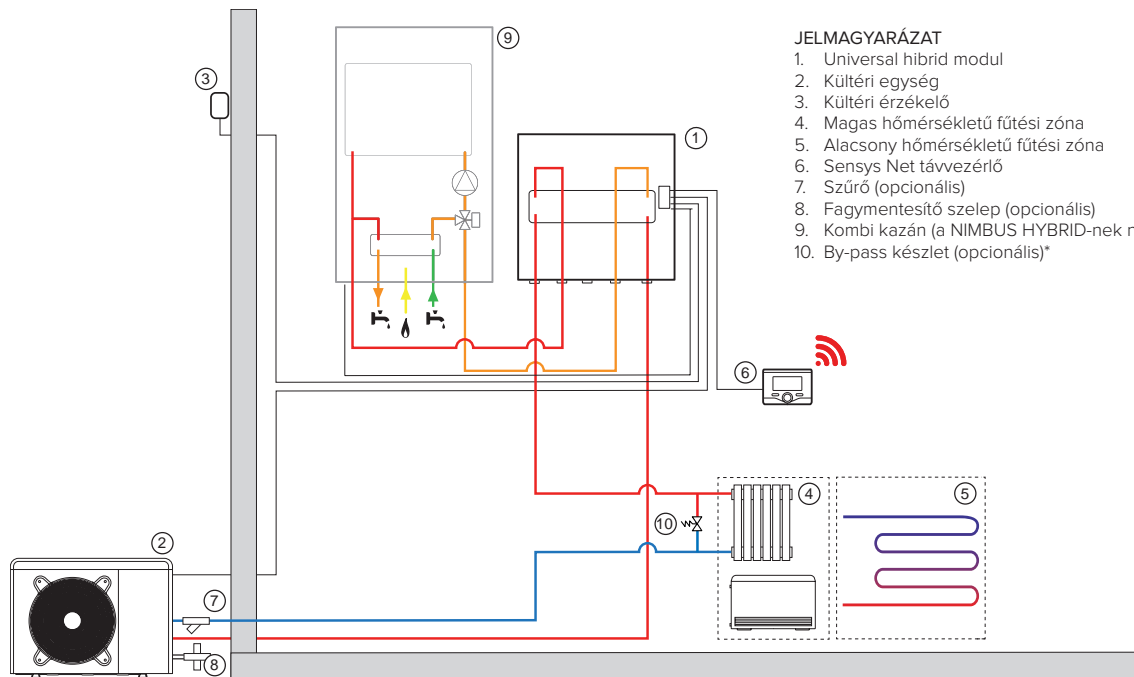 JELMAGYARÁZAT
1. Universal hibrid modul
2. Kültéri egység
3. Kültéri érzékelő
4. Magas hőmérsékletű fűtési zóna
5. Alacsony hőmérsékletű fűtési zóna
6. Sensys Net távvezérlő
7. Szűrő (opcionális)
8. Fagymentesítő szelep (opcionális)
9. Kombi kazán (a NIMBUS HYBRID-nek
10. By-pass készlet (opcionális)*
9
3
1
6
4
5
10
2
7
8